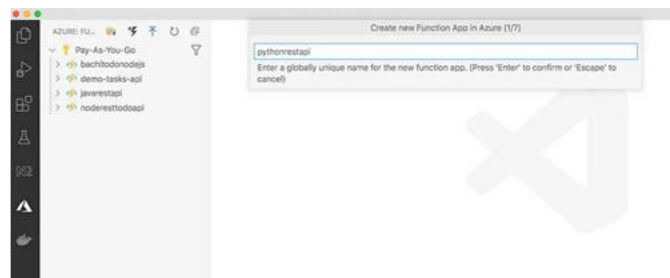 AZURE: FU...
Pay-As-You-Go
bachitodonodejs
demo-tasks-api
javarestapi
noderesttodoapi
Create new Function App in Azure (1/7)
pythonrestapi
Enter a globally unique name for the new function app. (Press 'Enter' to confirm or 'Escape' to
cancel)